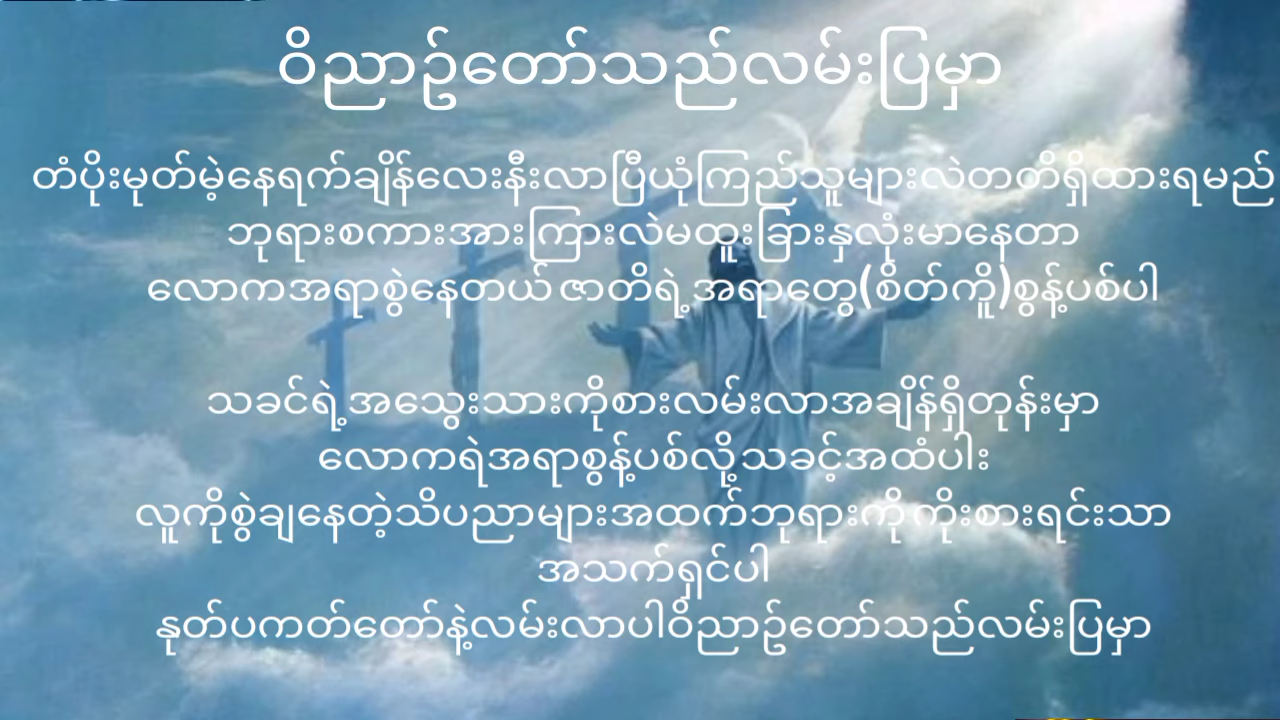 ဝိညာဥ်တော်သည်လမ်းပြမှာ
တံပိုးမုတ်မဲ့နေရက်ချိန်လေးနီးလာပြီယုံကြည်သူများလဲတတိရှိထားရမည်
ဘုရားစကားအားကြားလဲမထူးခြားနှလုံးမာနေတာ
လောကအရာစွဲနေတယ်ဇာတိရဲ့အရာတွေ(စိတ်ကိူ)စွန့်ပစ်ပါ
သခင်ရဲ့အသွေးသားကိုစားလမ်းလာအချိန်ရှိတုန်းမှာ
လောကရဲအရာစွန့်ပစ်လို့သခင့်အထံပါး
လူကိုစွဲချနေတဲ့သိပညာများအထက်ဘုရားကိုကိုးစားရင်းသာ
အသက်ရှင်ပါ
နုတ်ပကတ်တော်နဲ့လမ်းလာပါဝိညာဥ်တော်သည်လမ်းပြမှာ